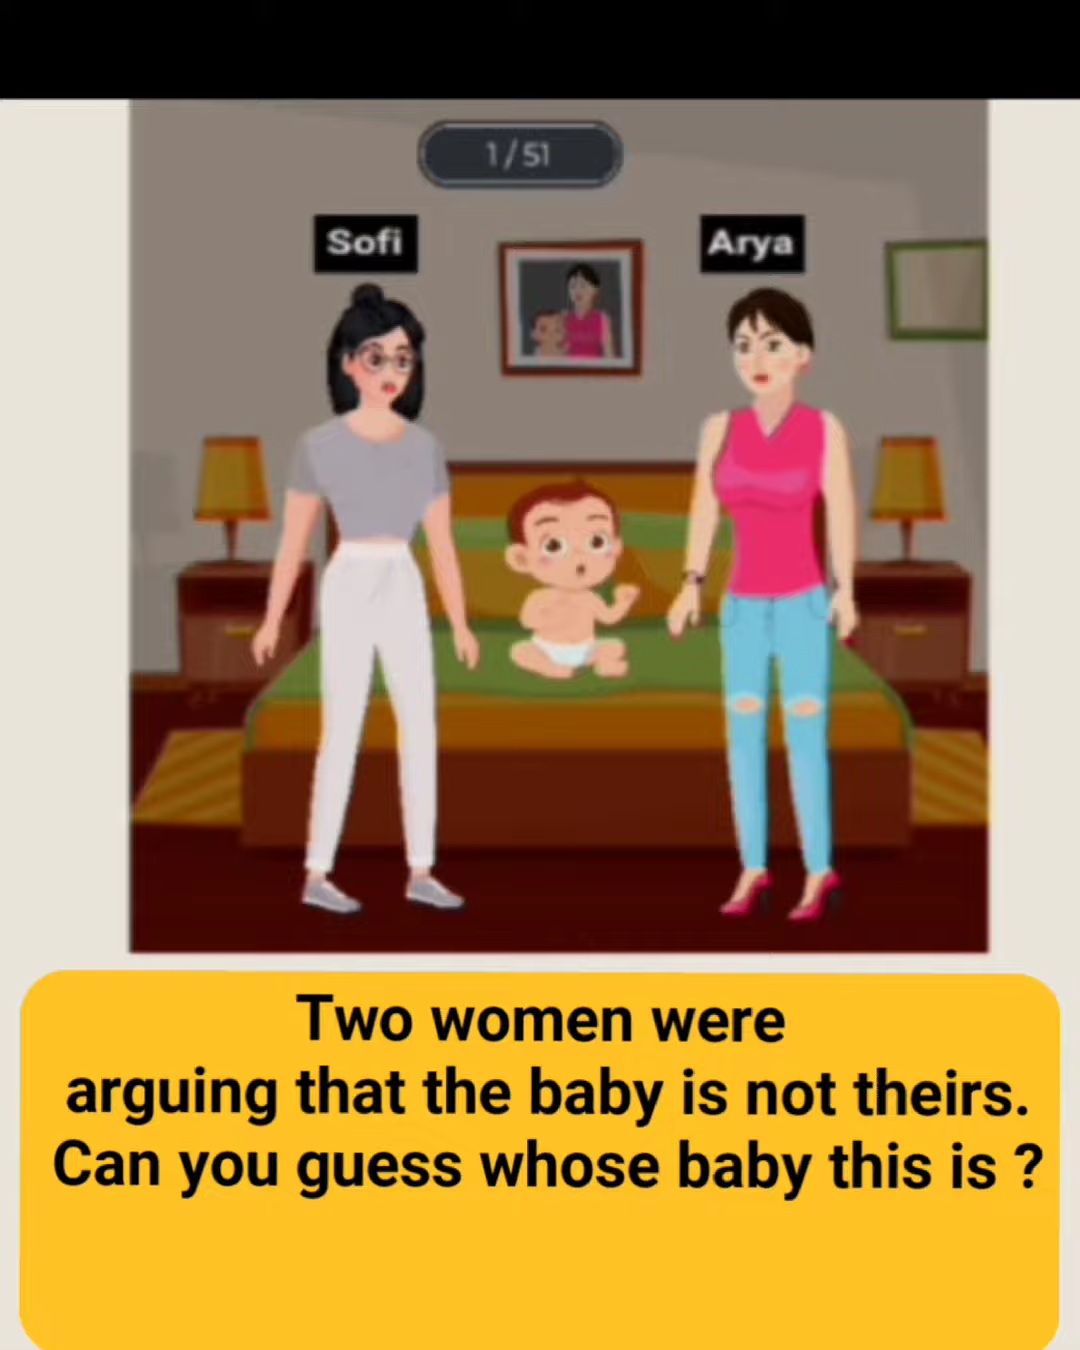 1/51
Sofi
Arya
Two women were
arguing that the baby is not theirs.
Can you guess whose baby this is ?